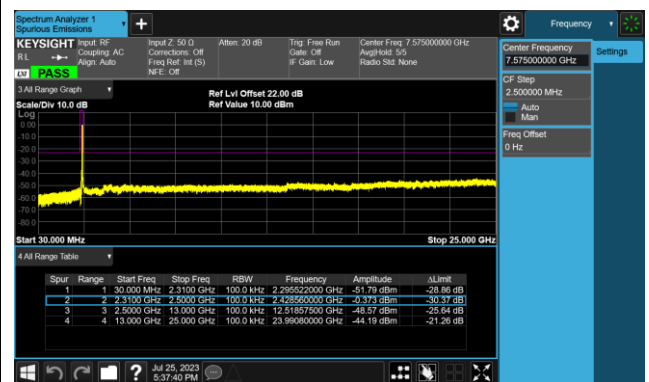 Spectrum Analyzer 1
Spurious Emissions
Frequency
KEYSIGHT
RL
LXI
PASS
Input: RF
Coupling: AC
Align: Auto
Input Z: 50 Ω
Corrections: Off
Freq Ref: Int (S)
NFE: Off
Atten: 20 dB
Trig: Free Run
Gate: Off
IF Gain: Low
Center Freq: 7.575000000 GHz
Avg|Hold: 5/5
Radio Std: None
Center Frequency
7.575000000 GHz
Settings
CF Step
2.500000 MHz
Auto
Man
Freq Offset
0 Hz
3 All Range Graph
Scale/Div 10.0 dB
Ref Lvl Offset 22.00 dB
Ref Value 10.00 dBm
Log
0.00
-10.0
-20.0
-30.0
-40.0
-50.0
-60.0
-70.0
-80.0
Start 30.000 MHz
Stop 25.000 GHz
4 All Range Table
Spur Range Start Freq Stop Freq RBW Frequency Amplitude ΔLimit
1 1 30.000 MHz 2.3100 GHz 100.0 kHz 2.295522000 GHz -51.79 dBm -28.86 dB
2 2 2.3100 GHz 2.5000 GHz 100.0 kHz 2.428560000 GHz -0.373 dBm -30.37 dB
3 3 2.5000 GHz 13.000 GHz 100.0 kHz 12.51857500 GHz -48.57 dBm -25.64 dB
4 4 13.000 GHz 25.000 GHz 100.0 kHz 23.99080000 GHz -44.19 dBm -21.26 dB
Jul 25, 2023
5:37:40 PM